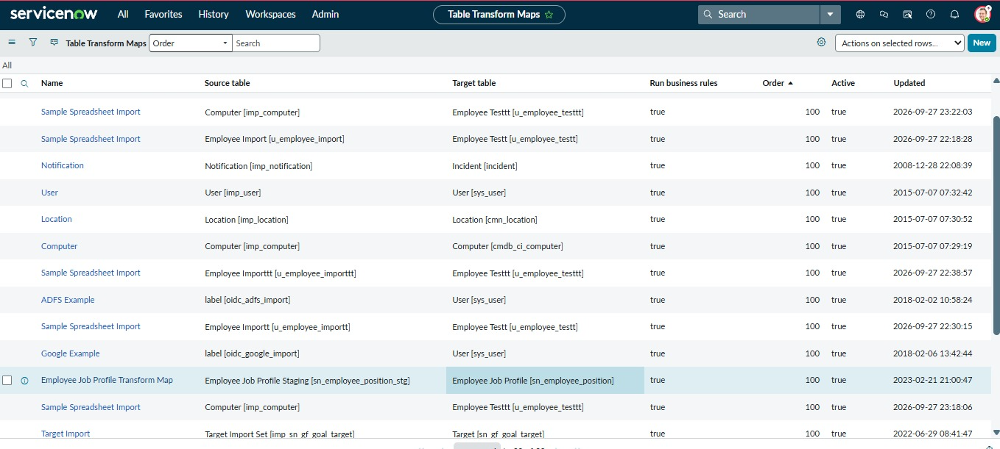 servicenow All Favorites History Workspaces Admin Table Transform Maps Search
Table Transform Maps Order Search Actions on selected rows... New
All
Name Source table Target table Run business rules Order Active Updated
Sample Spreadsheet Import Computer [imp_computer] Employee Testtt [u_employee_testtt] true 100 true 2026-09-27 23:22:03
Sample Spreadsheet Import Employee Import [u_employee_import] Employee Testt [u_employee_testt] true 100 true 2026-09-27 22:18:28
Notification Notification [imp_notification] Incident [incident] true 100 true 2008-12-28 22:08:39
User User [imp_user] User [sys_user] true 100 true 2015-07-07 07:32:42
Location Location [imp_location] Location [cmn_location] true 100 true 2015-07-07 07:30:52
Computer Computer [imp_computer] Computer [cmdb_ci_computer] true 100 true 2015-07-07 07:29:19
Sample Spreadsheet Import Employee Importtt [u_employee_importtt] Employee Testtt [u_employee_testtt] true 100 true 2026-09-27 22:38:57
ADFS Example label [oidc_adfs_import] User [sys_user] true 100 true 2018-02-02 10:58:24
Sample Spreadsheet Import Employee Importt [u_employee_importt] Employee Testt [u_employee_testt] true 100 true 2026-09-27 22:30:15
Google Example label [oidc_google_import] User [sys_user] true 100 true 2018-02-06 13:42:44
Employee Job Profile Transform Map Employee Job Profile Staging [sn_employee_position_stg] Employee Job Profile [sn_employee_position] true 100 true 2023-02-21 21:00:47
Sample Spreadsheet Import Computer [imp_computer] Employee Testtt [u_employee_testtt] true 100 true 2026-09-27 23:18:06
Target Import Target Import Set [imp_sn_gf_goal_target] Target [sn_gf_goal_target] true 100 true 2022-06-29 08:41:47